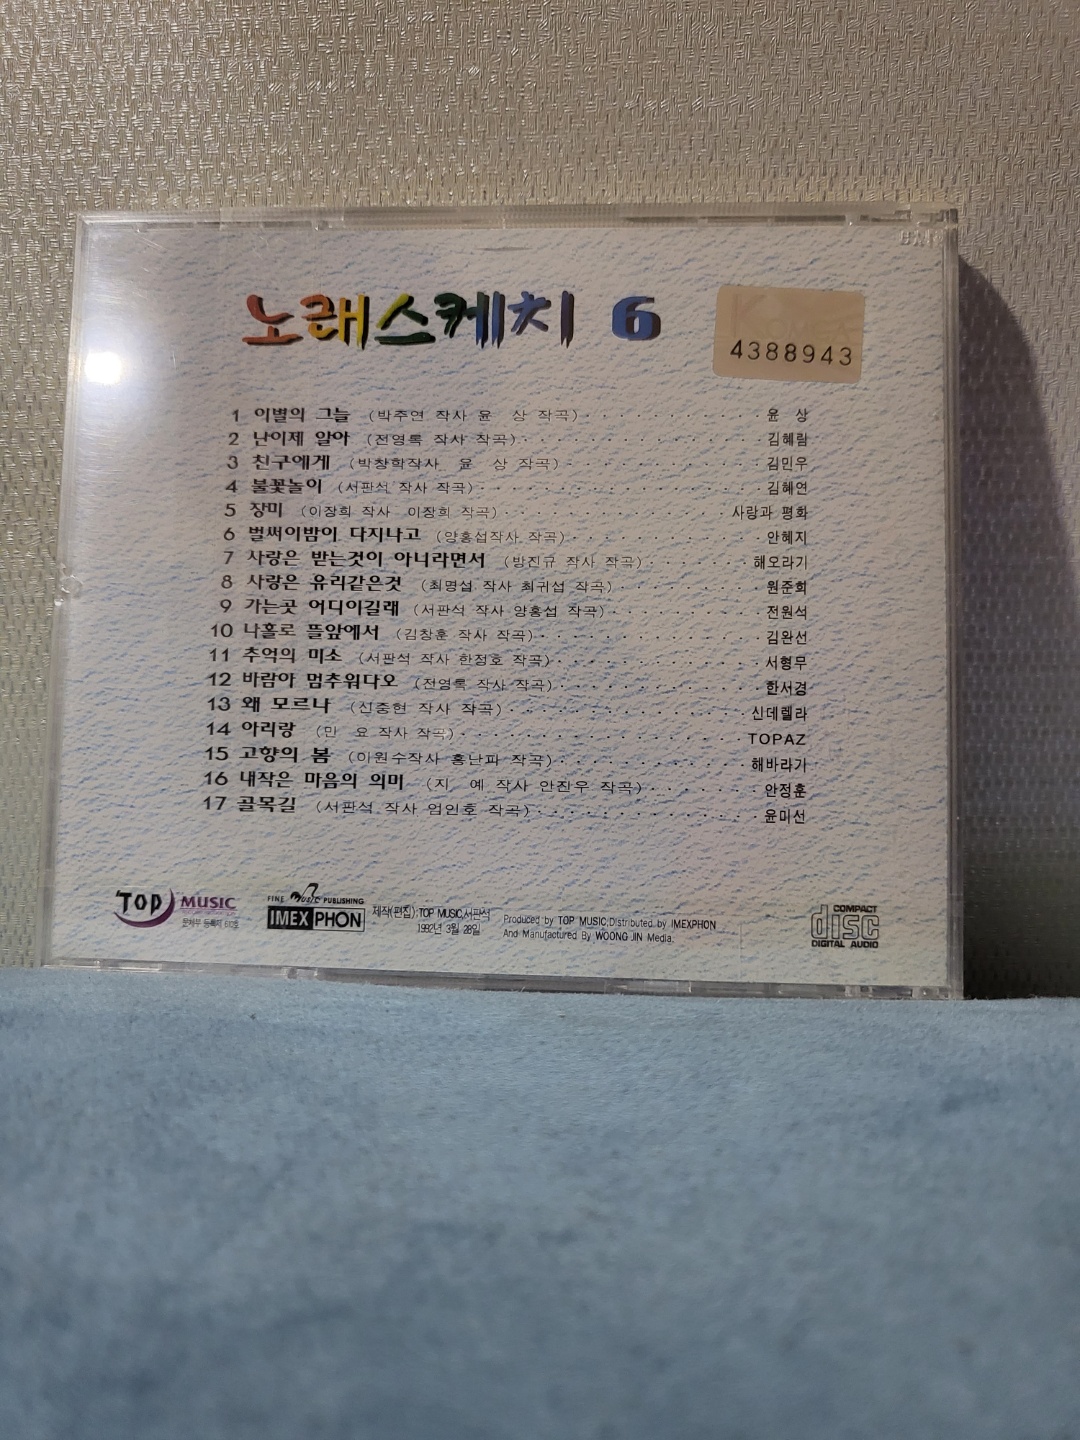 노래스케치 6
4388943
1 이별의 그늘 (박주연 작사 윤 상 작곡) 윤 상
2 난이제 알아 (전영록 작사 작곡) 김혜림
3 친구에게 (박창학작사 윤 상 작곡) 김민우
4 불꽃놀이 (서판석 작사 작곡) 김혜연
5 장미 (이장희 작사 이장희 작곡) 사랑과 평화
6 벌써이밤이 다지나고 (양홍섭작사 작곡) 안혜지
7 사랑은 받는것이 아니라면서 (방진규 작사 작곡) 해오라기
8 사랑은 유리같은것 (최명섭 작사 최귀섭 작곡) 원준희
9 가는곳 어디이길래 (서판석 작사 양홍섭 작곡) 전원석
10 나홀로 뜰앞에서 (김창훈 작사 작곡) 김완선
11 추억의 미소 (서판석 작사 한정호 작곡) 서형무
12 바람아 멈추워다오 (전영록 작사 작곡) 한서경
13 왜 모르나 (신중현 작사 작곡) 신데렐라
14 아리랑 (민 요 작사 작곡) TOPAZ
15 고향의 봄 (이원수작사 홍난파 작곡) 해바라기
16 내작은 마음의 의미 (지 예 작사 안진우 작곡) 안정훈
17 골목길 (서판석 작사 엄인호 작곡) 윤미선
TOP MUSIC
FINE MUSIC PUBLISHING
IMEXPHON
제작(편집):TOP MUSIC,서판석
1992년 3월 28일
Produced by TOP MUSIC;Distributed by IMEXPHON
And Manufactured By WOONG JIN Media.
COMPACT
disc
DIGITAL AUDIO